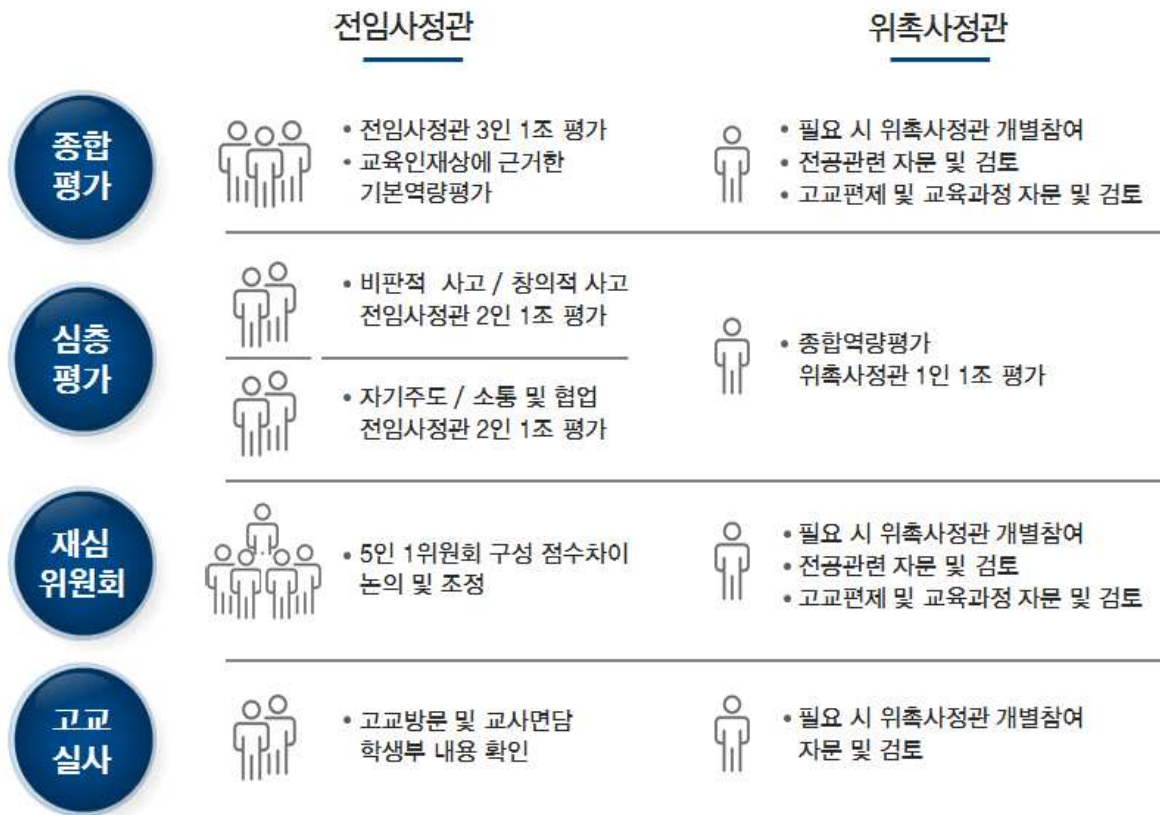 전임사정관
위촉사정관
종합
평가
• 전임사정관 3인 1조 평가
• 교육인재상에 근거한
기본역량평가
• 필요 시 위촉사정관 개별참여
• 전공관련 자문 및 검토
• 고교편제 및 교육과정 자문 및 검토
심층
평가
• 비판적 사고 / 창의적 사고
전임사정관 2인 1조 평가
• 자기주도 / 소통 및 협업
전임사정관 2인 1조 평가
• 종합역량평가
위촉사정관 1인 1조 평가
재심
위원회
• 5인 1위원회 구성 점수차이
논의 및 조정
• 필요 시 위촉사정관 개별참여
• 전공관련 자문 및 검토
• 고교편제 및 교육과정 자문 및 검토
고교
실사
• 고교방문 및 교사면담
학생부 내용 확인
• 필요 시 위촉사정관 개별참여
자문 및 검토